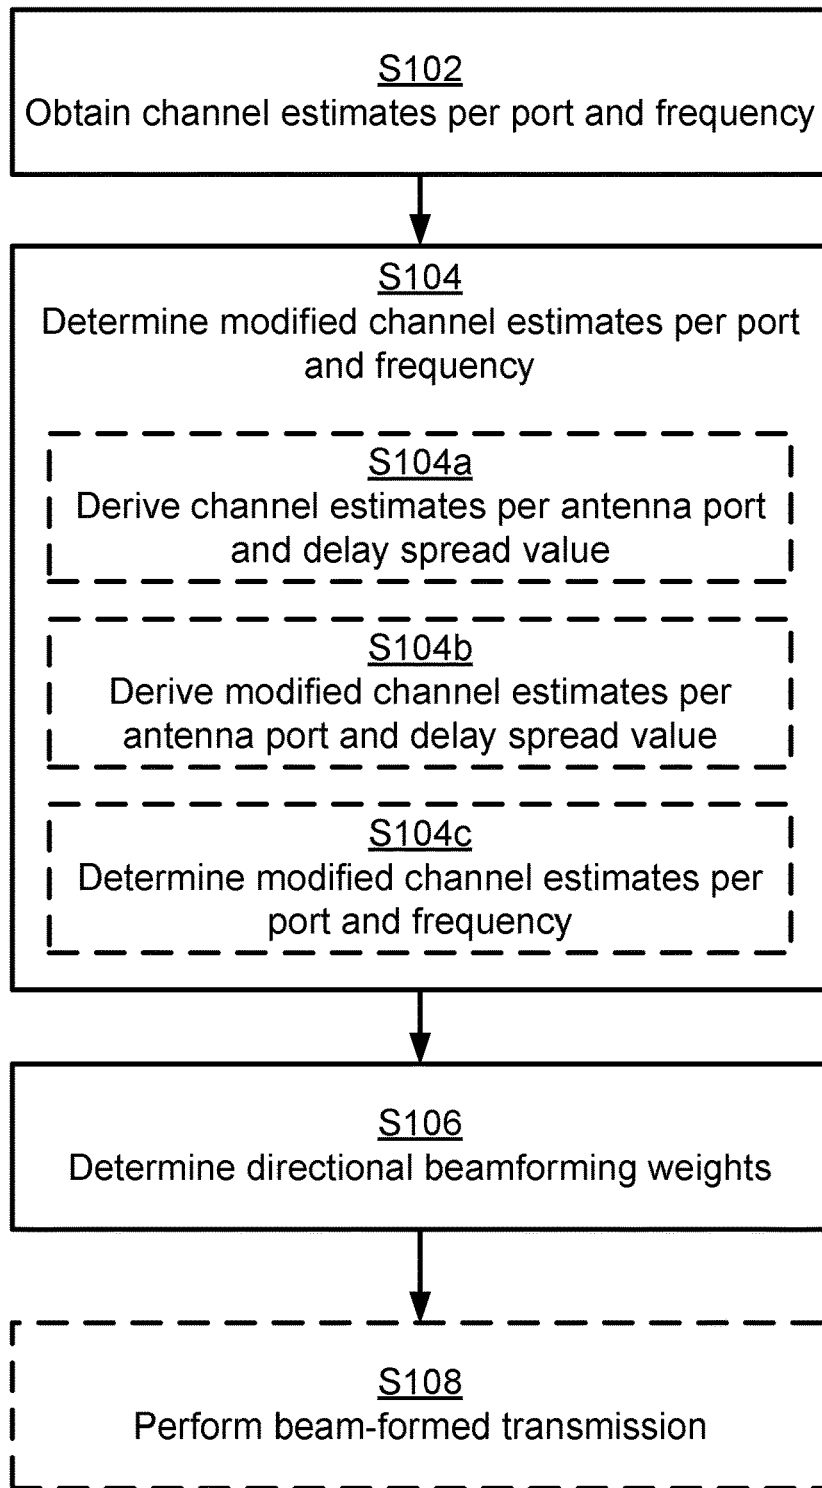 S102
Obtain channel estimates per port and frequency
S104
Determine modified channel estimates per port
and frequency
S104a
Derive channel estimates per antenna port
and delay spread value
S104b
Derive modified channel estimates per
antenna port and delay spread value
S104c
Determine modified channel estimates per
port and frequency
S106
Determine directional beamforming weights
S108
Perform beam-formed transmission